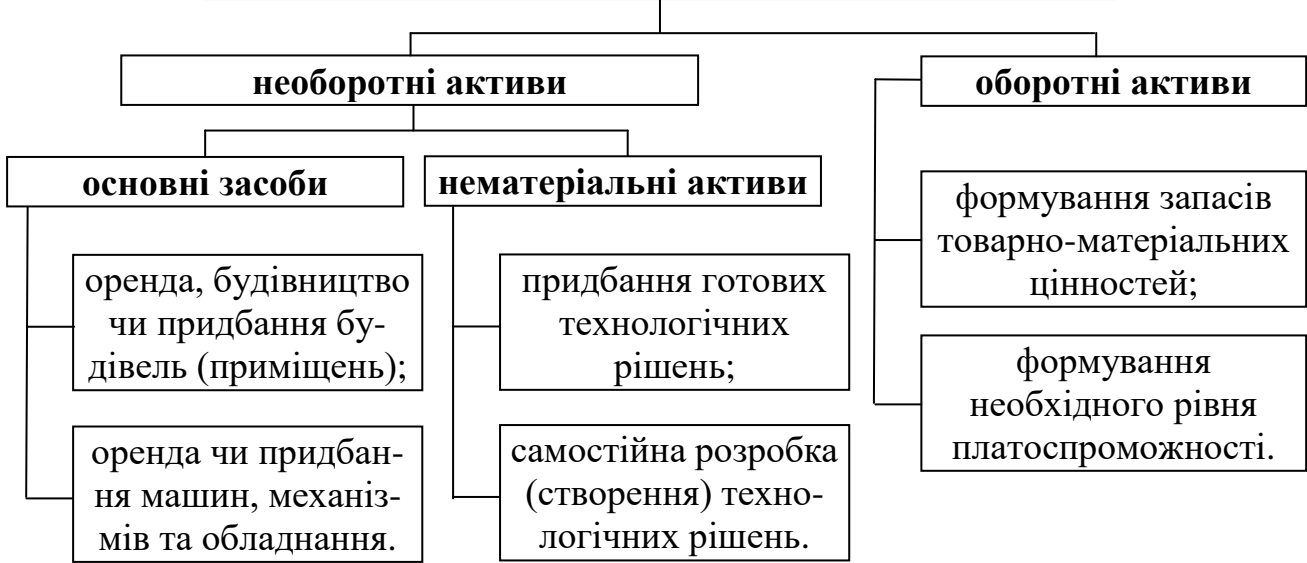 необоротні активи
оборотні активи
основні засоби
нематеріальні активи
оренда, будівництво
чи придбання бу-
дівель (приміщень);
оренда чи придбан-
ня машин, механіз-
мів та обладнання.
придбання готових
технологічних
рішень;
самостійна розробка
(створення) техно-
логічних рішень.
формування запасів
товарно-матеріальних
цінностей;
формування
необхідного рівня
платоспроможності.